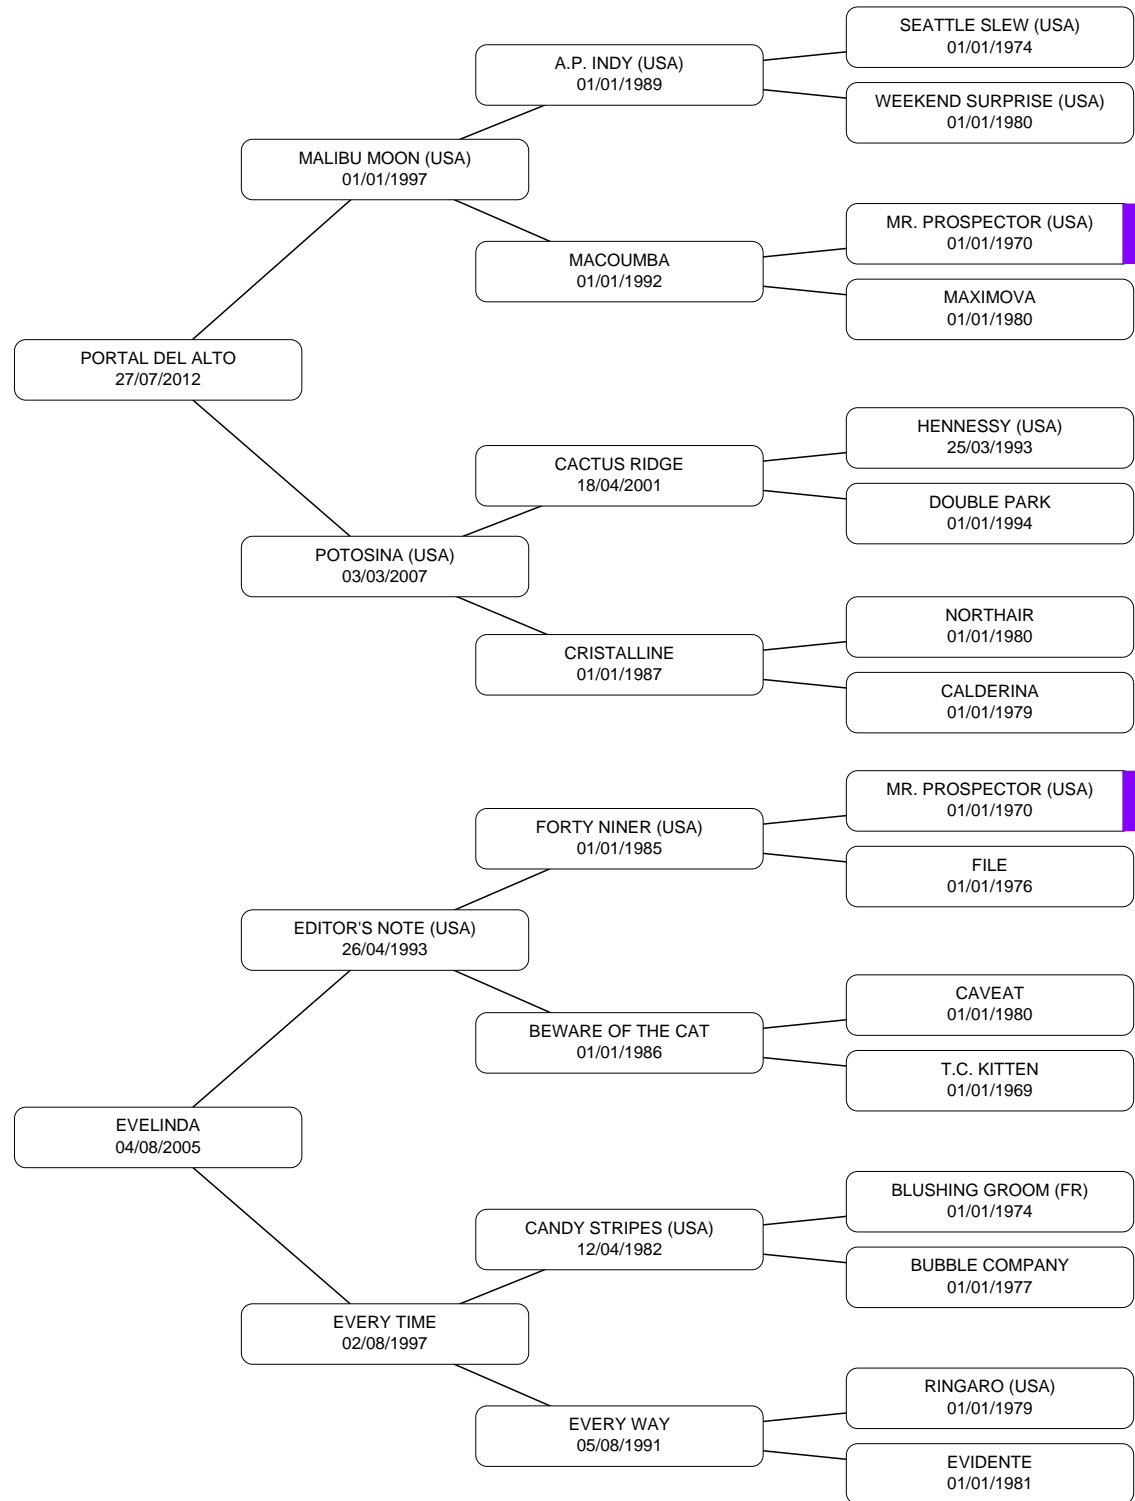 SEATTLE SLEW (USA)
01/01/1974
A.P. INDY (USA)
01/01/1989
WEEKEND SURPRISE (USA)
01/01/1980
MALIBU MOON (USA)
01/01/1997
MR. PROSPECTOR (USA)
01/01/1970
MACOUMBA
01/01/1992
MAXIMOVA
01/01/1980
PORTAL DEL ALTO
27/07/2012
HENNESSY (USA)
25/03/1993
CACTUS RIDGE
18/04/2001
DOUBLE PARK
01/01/1994
POTOSINA (USA)
03/03/2007
NORTHAIR
01/01/1980
CRISTALLINE
01/01/1987
CALDERINA
01/01/1979
MR. PROSPECTOR (USA)
01/01/1970
FORTY NINER (USA)
01/01/1985
FILE
01/01/1976
EDITOR'S NOTE (USA)
26/04/1993
CAVEAT
01/01/1980
BEWARE OF THE CAT
01/01/1986
T.C. KITTEN
01/01/1969
EVELINDA
04/08/2005
BLUSHING GROOM (FR)
01/01/1974
CANDY STRIPES (USA)
12/04/1982
BUBBLE COMPANY
01/01/1977
EVERY TIME
02/08/1997
RINGARO (USA)
01/01/1979
EVERY WAY
05/08/1991
EVIDENTE
01/01/1981